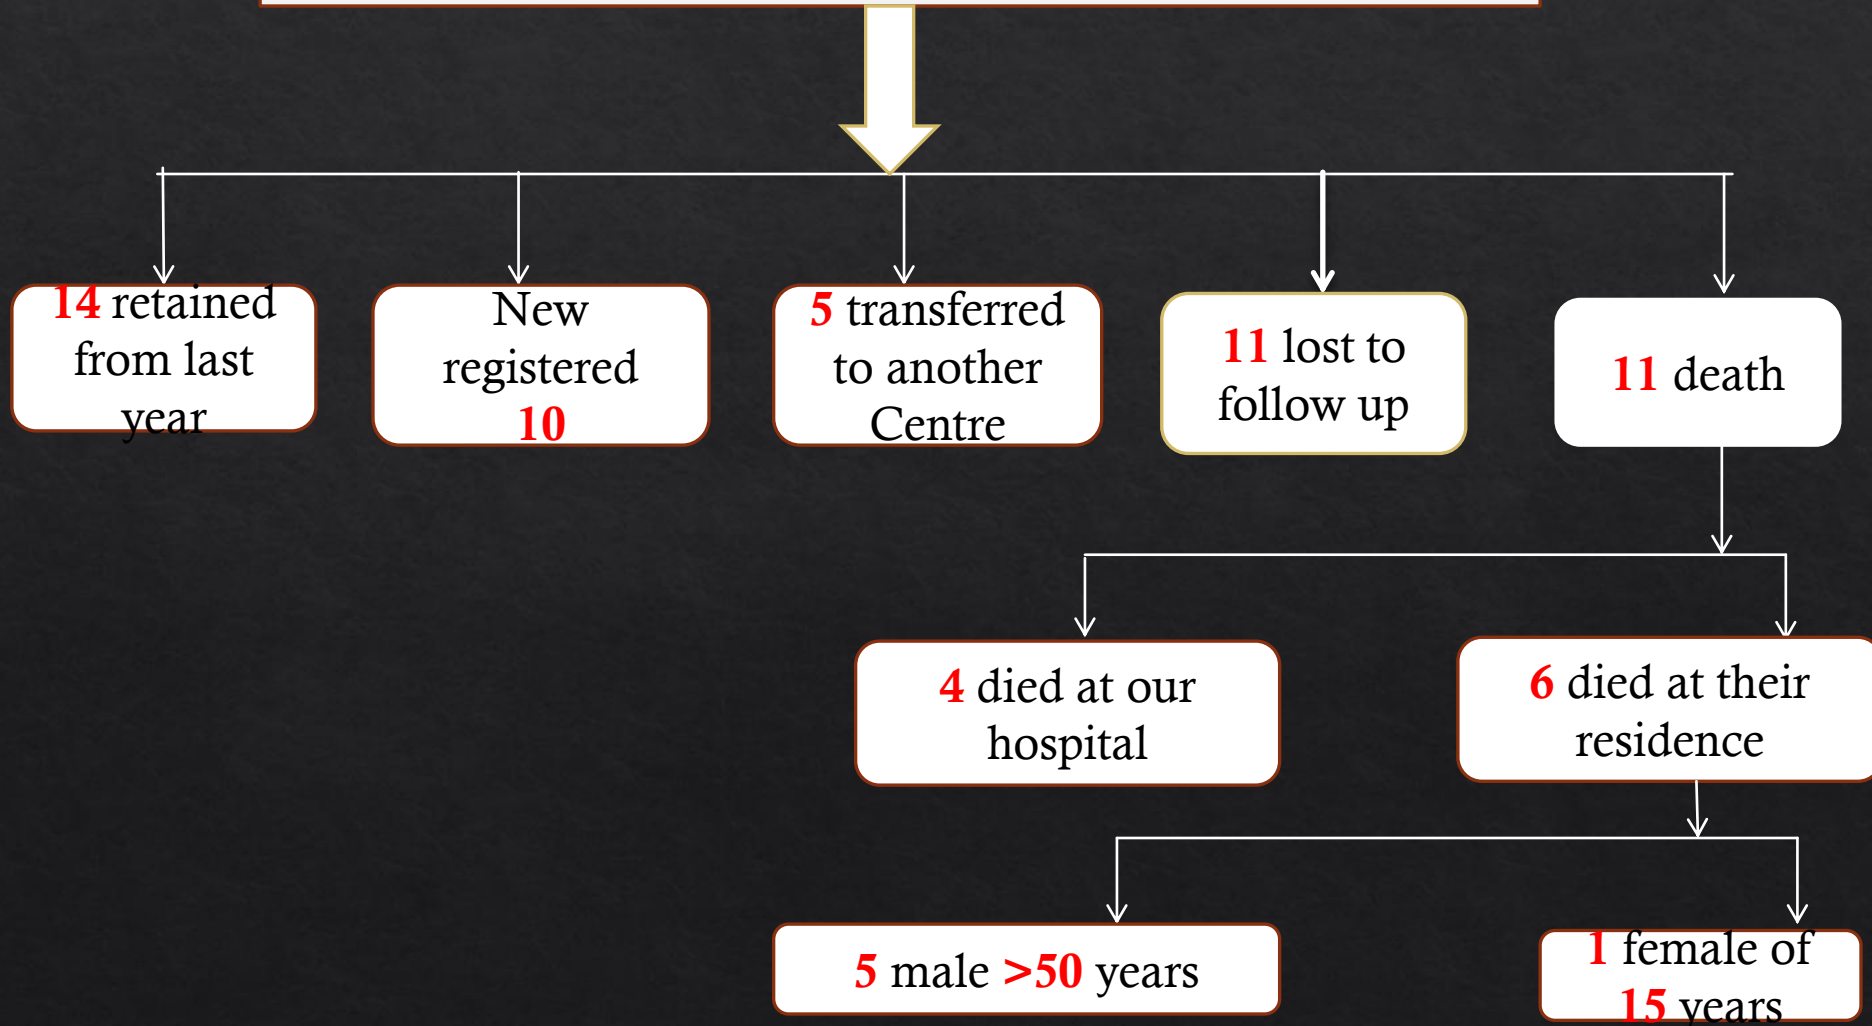 14 retained
from last
year
New
registered
10
5 transferred
to another
Centre
11 lost to
follow up
11 death
4 died at our
hospital
6 died at their
residence
5 male >50 years
1 female of
15 years